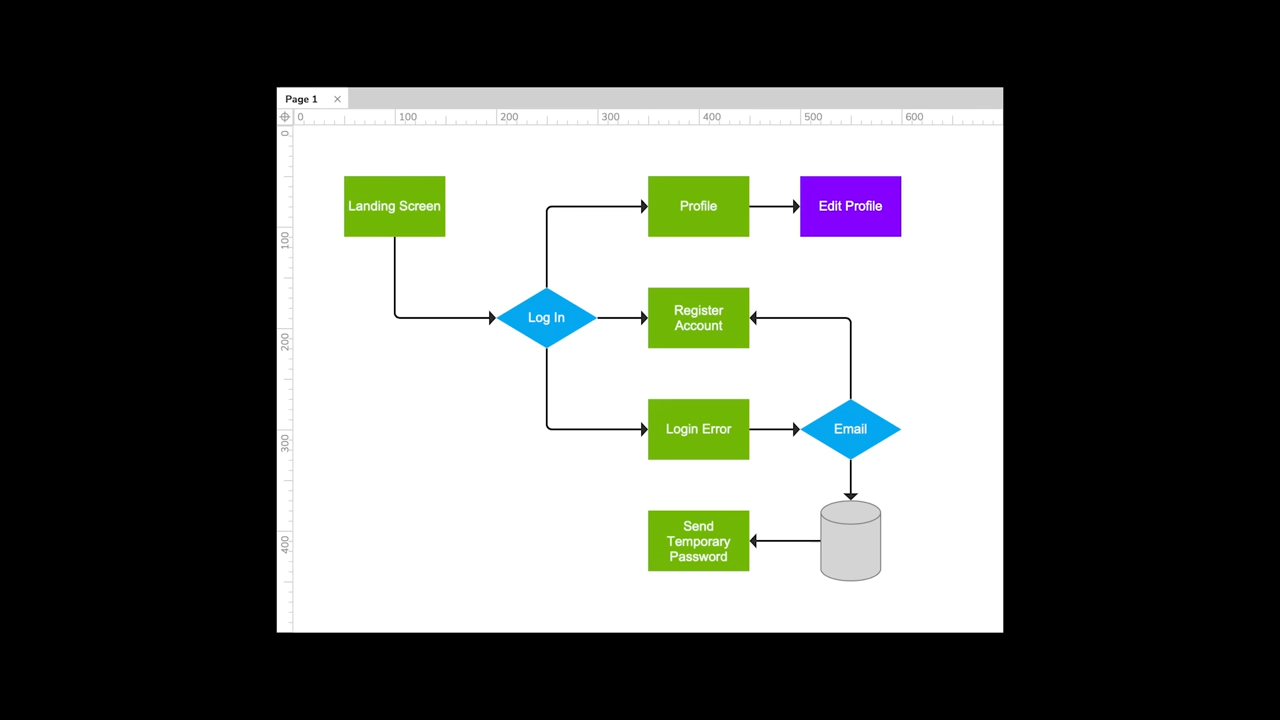 Page 1
0 100 200 300 400 500 600
0
100
200
300
400
Landing Screen
Profile
Edit Profile
Log In
Register
Account
Login Error
Email
Send
Temporary
Password